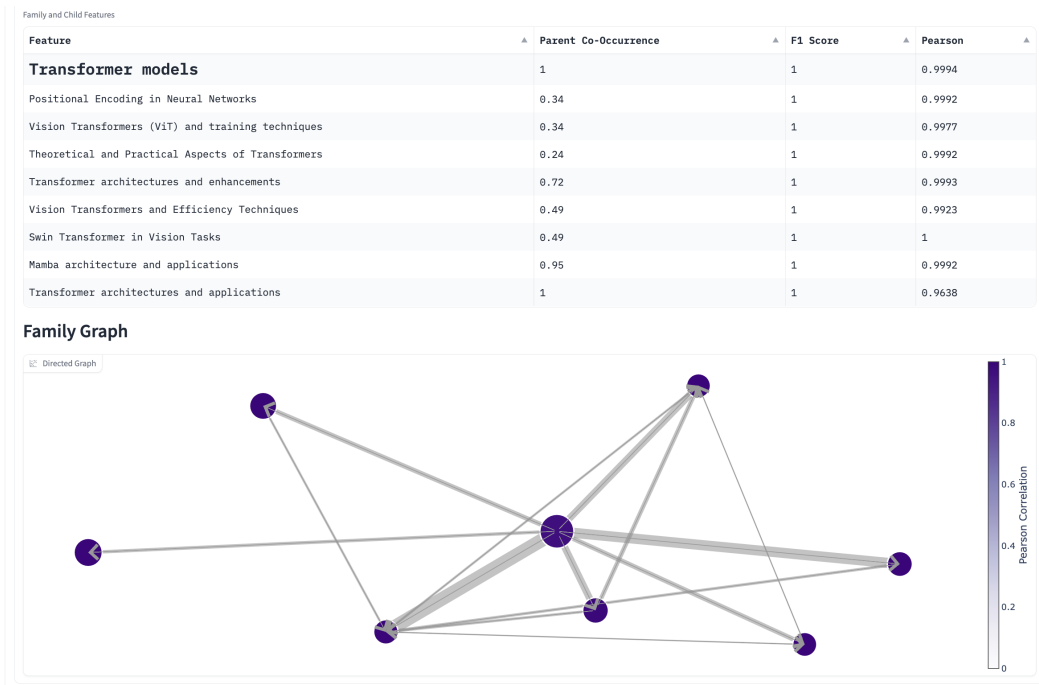 Family and Child Features
Feature ▲ Parent Co-Occurrence ▲ F1 Score ▲ Pearson ▲
Transformer models 1 1 0.9994
Positional Encoding in Neural Networks 0.34 1 0.9992
Vision Transformers (ViT) and training techniques 0.34 1 0.9977
Theoretical and Practical Aspects of Transformers 0.24 1 0.9992
Transformer architectures and enhancements 0.72 1 0.9993
Vision Transformers and Efficiency Techniques 0.49 1 0.9923
Swin Transformer in Vision Tasks 0.49 1 1
Mamba architecture and applications 0.95 1 0.9992
Transformer architectures and applications 1 1 0.9638
Family Graph
Directed Graph
1
0.8
0.6
0.4
0.2
0
Pearson Correlation